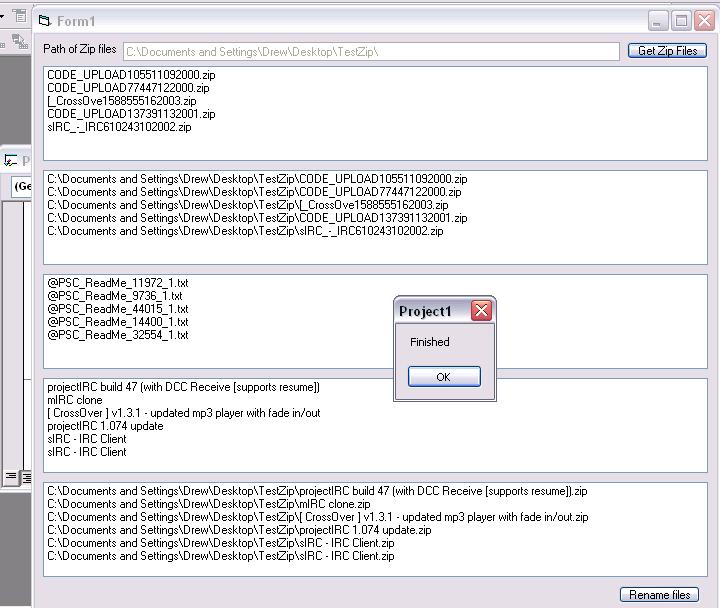 Form1
Path of Zip files C:\Documents and Settings\Drew\Desktop\TestZip\ Get Zip Files
CODE_UPLOAD105511092000.zip
CODE_UPLOAD77447122000.zip
[_CrossOve1588555162003.zip
CODE_UPLOAD137391132001.zip
sIRC_-_IRC610243102002.zip
C:\Documents and Settings\Drew\Desktop\TestZip\CODE_UPLOAD105511092000.zip
C:\Documents and Settings\Drew\Desktop\TestZip\CODE_UPLOAD77447122000.zip
C:\Documents and Settings\Drew\Desktop\TestZip\[_CrossOve1588555162003.zip
C:\Documents and Settings\Drew\Desktop\TestZip\CODE_UPLOAD137391132001.zip
C:\Documents and Settings\Drew\Desktop\TestZip\sIRC_-_IRC610243102002.zip
@PSC_ReadMe_11972_1.txt
@PSC_ReadMe_9736_1.txt
@PSC_ReadMe_44015_1.txt
@PSC_ReadMe_14400_1.txt
@PSC_ReadMe_32554_1.txt
Project1
Finished
OK
projectIRC build 47 (with DCC Receive [supports resume])
mIRC clone
[ CrossOver ] v1.3.1 - updated mp3 player with fade in/out
projectIRC 1.074 update
sIRC - IRC Client
sIRC - IRC Client
C:\Documents and Settings\Drew\Desktop\TestZip\projectIRC build 47 (with DCC Receive [supports resume]).zip
C:\Documents and Settings\Drew\Desktop\TestZip\mIRC clone.zip
C:\Documents and Settings\Drew\Desktop\TestZip\[ CrossOver ] v1.3.1 - updated mp3 player with fade in/out.zip
C:\Documents and Settings\Drew\Desktop\TestZip\projectIRC 1.074 update.zip
C:\Documents and Settings\Drew\Desktop\TestZip\sIRC - IRC Client.zip
C:\Documents and Settings\Drew\Desktop\TestZip\sIRC - IRC Client.zip
Rename files